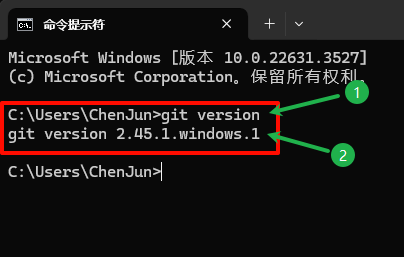 命令提示符
Microsoft Windows [版本 10.0.22631.3527]
(c) Microsoft Corporation。保留所有权利。
1
C:\Users\ChenJun>git version
git version 2.45.1.windows.1
2
C:\Users\ChenJun>